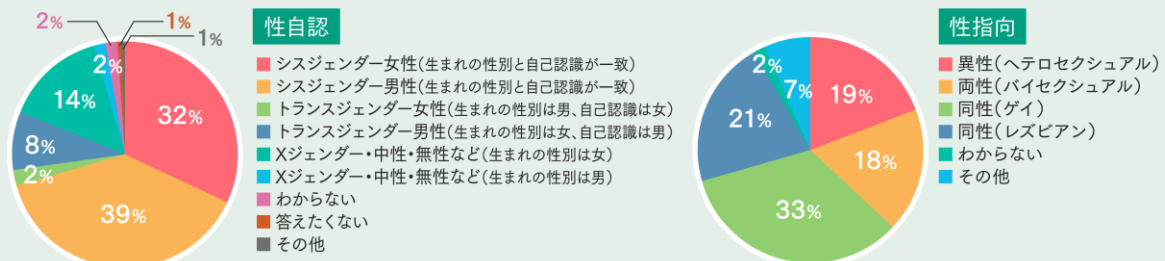 2%
1%
1%
2%
14%
32%
8%
2%
39%
性自認
シスジェンダー女性(生まれの性別と自己認識が一致)
シスジェンダー男性(生まれの性別と自己認識が一致)
トランスジェンダー女性(生まれの性別は男、自己認識は女)
トランスジェンダー男性(生まれの性別は女、自己認識は男)
Xジェンダー・中性・無性など(生まれの性別は女)
Xジェンダー・中性・無性など(生まれの性別は男)
わからない
答えたくない
その他
2%
7%
19%
21%
18%
33%
性指向
異性(ヘテロセクシュアル)
両性(バイセクシュアル)
同性(ゲイ)
同性(レズビアン)
わからない
その他